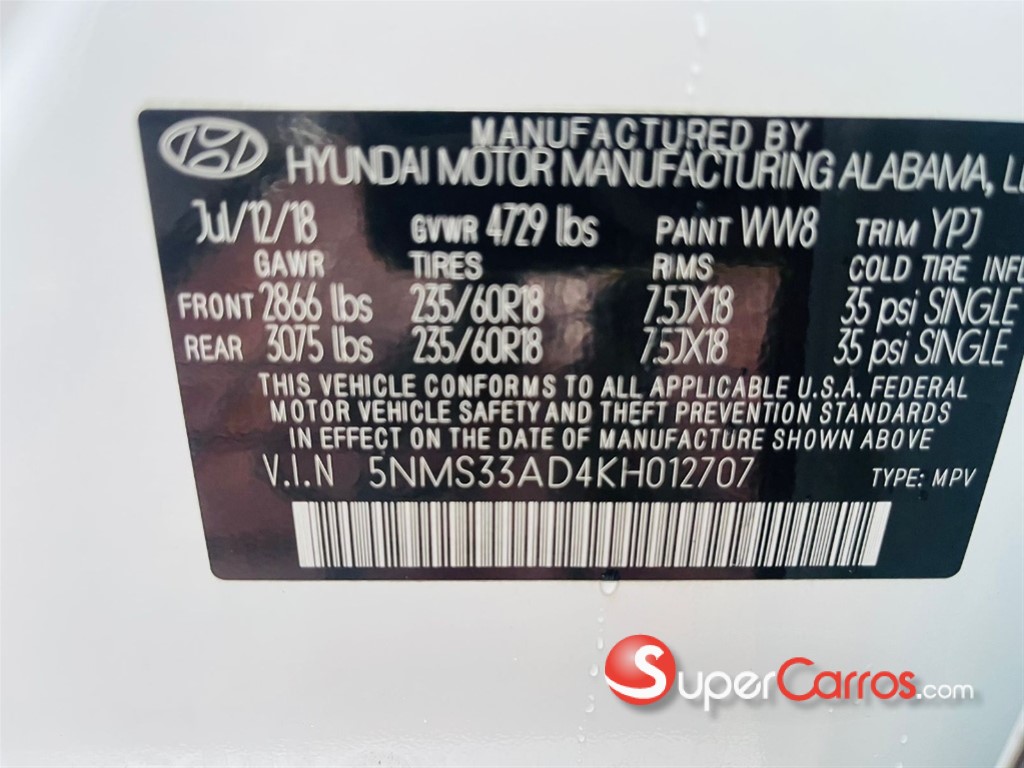 MANUFACTURED BY
HYUNDAI MOTOR MANUFACTURING ALABAMA,
Jul/12/18 GVWR 4729 lbs PAINT WW8 TRIM YPJ
GAWR TIRES RIMS COLD TIRE
FRONT 2866 lbs 235/60R18 7.5JX18 35 psi SINGLE
REAR 3075 lbs 235/60R18 7.5JX18 35 psi SINGLE
THIS VEHICLE CONFORMS TO ALL APPLICABLE U.S.A. FEDERAL
MOTOR VEHICLE SAFETY AND THEFT PREVENTION STANDARDS
IN EFFECT ON THE DATE OF MANUFACTURE SHOWN ABOVE
V.I.N 5NMS33AD4KH012707 TYPE: MPV
SUPERCARROS.com